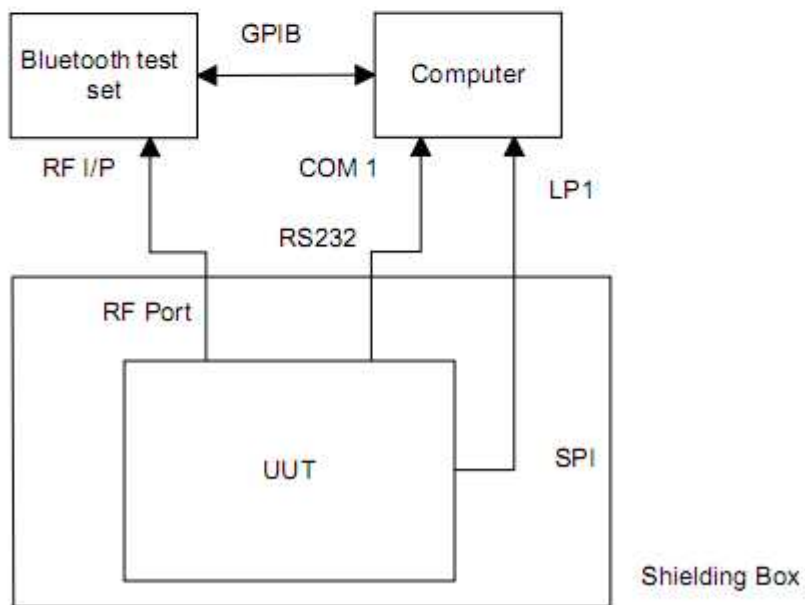 GPIB
Bluetooth test
set
Computer
RF I/P
COM 1
LP1
RS232
RF Port
UUT
SPI
Shielding Box